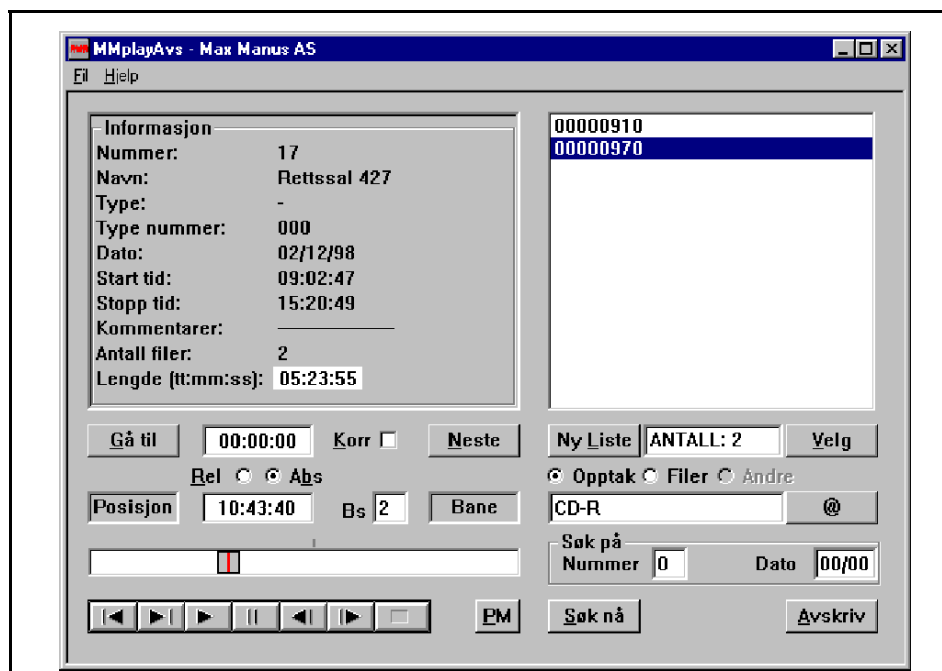 MMplayAvs - Max Manus AS
Fil Hjelp
Informasjon
Nummer: 17
Navn: Rettssal 427
Type: -
Type nummer: 000
Dato: 02/12/98
Start tid: 09:02:47
Stopp tid: 15:20:49
Kommentarer:
Antall filer: 2
Lengde (tt:mm:ss): 05:23:55
00000910
00000970
Gå til 00:00:00 Korr Neste
Rel Abs
Posisjon 10:43:40 Bs 2 Bane
Ny Liste ANTALL: 2 Velg
Opptak Filer Andre
CD-R @
Søk på
Nummer 0 Dato 00/00
PM
Søk nå Avskriv